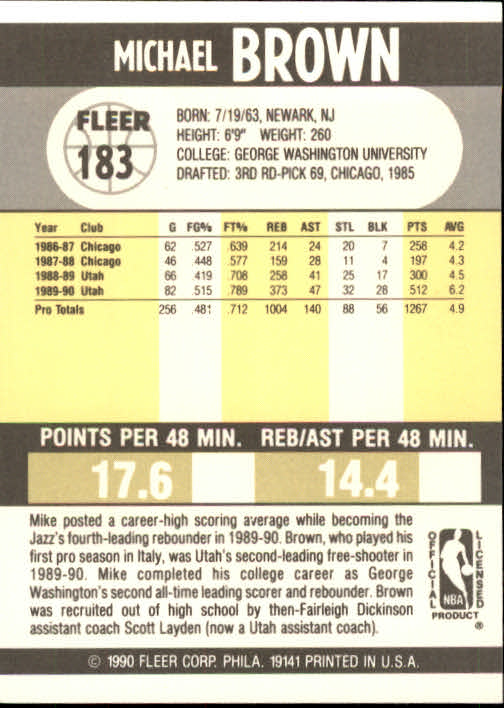 MICHAEL BROWN
FLEER
183
BORN: 7/19/63, NEWARK, NJ
HEIGHT: 6'9" WEIGHT: 260
COLLEGE: GEORGE WASHINGTON UNIVERSITY
DRAFTED: 3RD RD-PICK 69, CHICAGO, 1985
Year Club G FG% FT% REB AST STL BLK PTS AVG
1986-87 Chicago 62 .527 .639 214 24 20 7 258 4.2
1987-88 Chicago 46 .448 .577 159 28 11 4 197 4.3
1988-89 Utah 66 .419 .708 258 41 25 17 300 4.5
1989-90 Utah 82 .515 .789 373 47 32 28 512 6.2
Pro Totals 256 .481 .712 1004 140 88 56 1267 4.9
POINTS PER 48 MIN. REB/AST PER 48 MIN.
17.6 14.4
Mike posted a career-high scoring average while becoming the
Jazz's fourth-leading rebounder in 1989-90. Brown, who played his
first pro season in Italy, was Utah's second-leading free-shooter in
1989-90. Mike completed his college career as George
Washington's second all-time leading scorer and rebounder. Brown
was recruited out of high school by then-Fairleigh Dickinson
assistant coach Scott Layden (now a Utah assistant coach).
OFFICIAL
LICENSED
NBA
PRODUCT ®
© 1990 FLEER CORP. PHILA. 19141 PRINTED IN U.S.A.